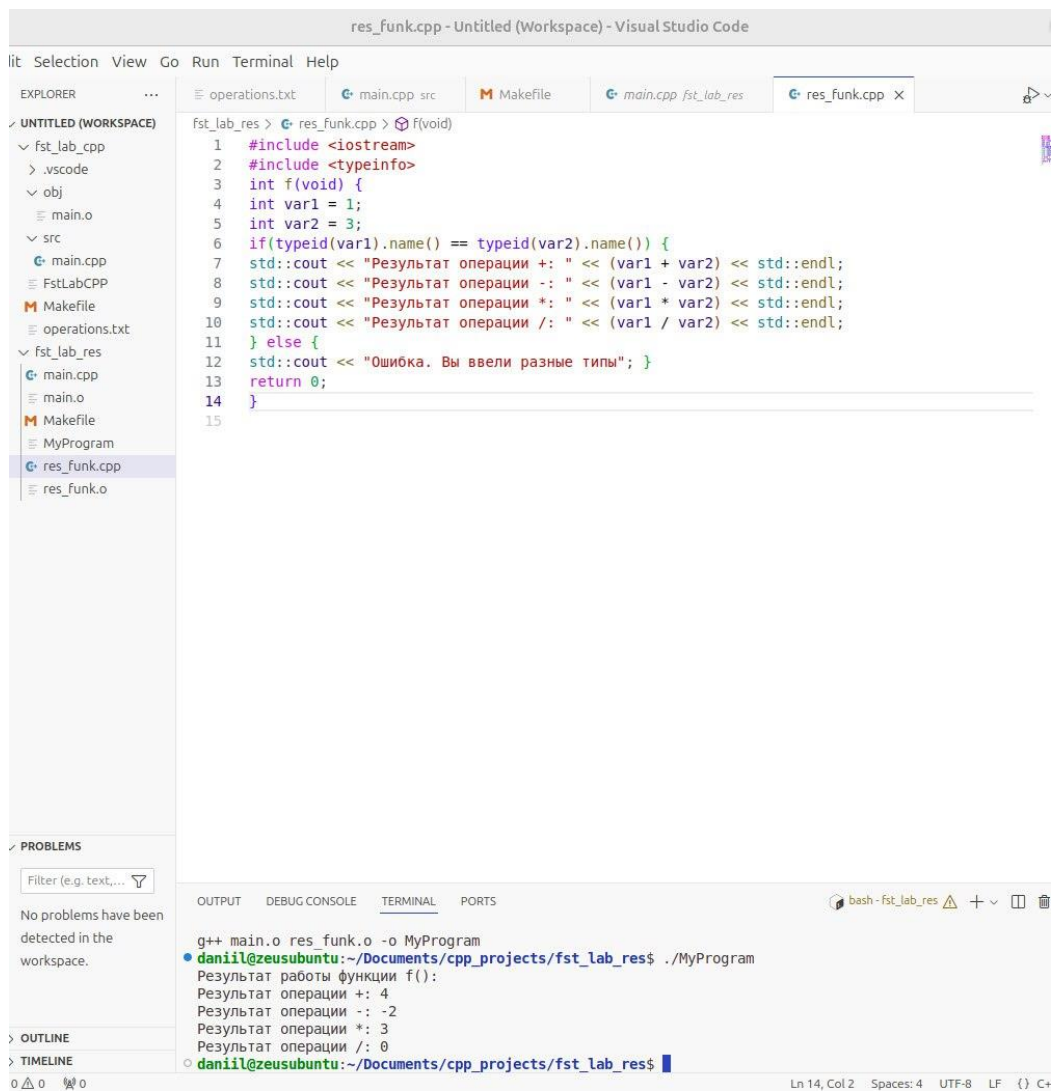 res_funk.cpp - Untitled (Workspace) - Visual Studio Code
lit Selection View Go Run Terminal Help
EXPLORER ...
operations.txt main.cpp src Makefile main.cpp fst_lab_res res_funk.cpp
UNTITLED (WORKSPACE)
fst_lab_cpp
.vscode
obj
main.o
src
main.cpp
FstLabCPP
Makefile
operations.txt
fst_lab_res
main.cpp
main.o
Makefile
MyProgram
res_funk.cpp
res_funk.o
fst_lab_res > res_funk.cpp > f(void)
1 #include <iostream>
2 #include <typeinfo>
3 int f(void) {
4 int var1 = 1;
5 int var2 = 3;
6 if(typeid(var1).name() == typeid(var2).name()) {
7 std::cout << "Результат операции +: " << (var1 + var2) << std::endl;
8 std::cout << "Результат операции -: " << (var1 - var2) << std::endl;
9 std::cout << "Результат операции *: " << (var1 * var2) << std::endl;
10 std::cout << "Результат операции /: " << (var1 / var2) << std::endl;
11 } else {
12 std::cout << "Ошибка. Вы ввели разные типы"; }
13 return 0;
14 }
15
PROBLEMS
Filter (e.g. text,...
No problems have been
detected in the
workspace.
OUTLINE
TIMELINE
OUTPUT DEBUG CONSOLE TERMINAL PORTS
bash - fst_lab_res
g++ main.o res_funk.o -o MyProgram
daniil@zeusubuntu:~/Documents/cpp_projects/fst_lab_res$ ./MyProgram
Результат работы функции f():
Результат операции +: 4
Результат операции -: -2
Результат операции *: 3
Результат операции /: 0
daniil@zeusubuntu:~/Documents/cpp_projects/fst_lab_res$
0 0 0 Ln 14, Col 2 Spaces: 4 UTF-8 LF {} C+